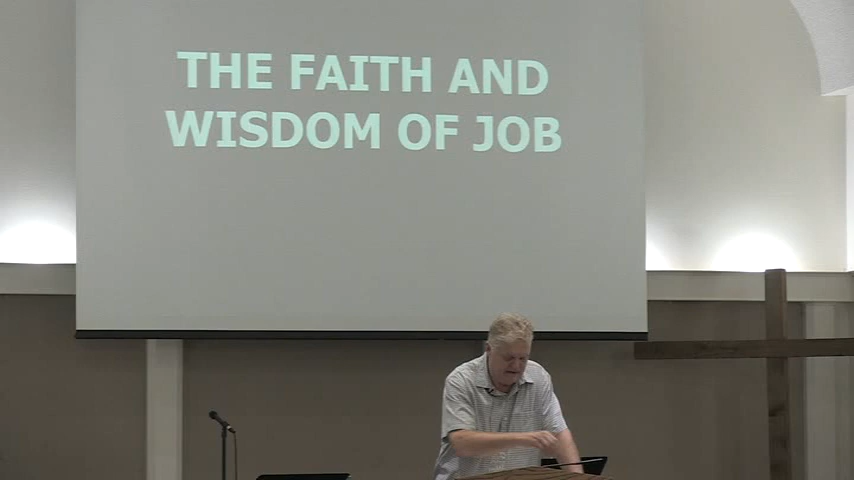 THE FAITH AND
WISDOM OF JOB